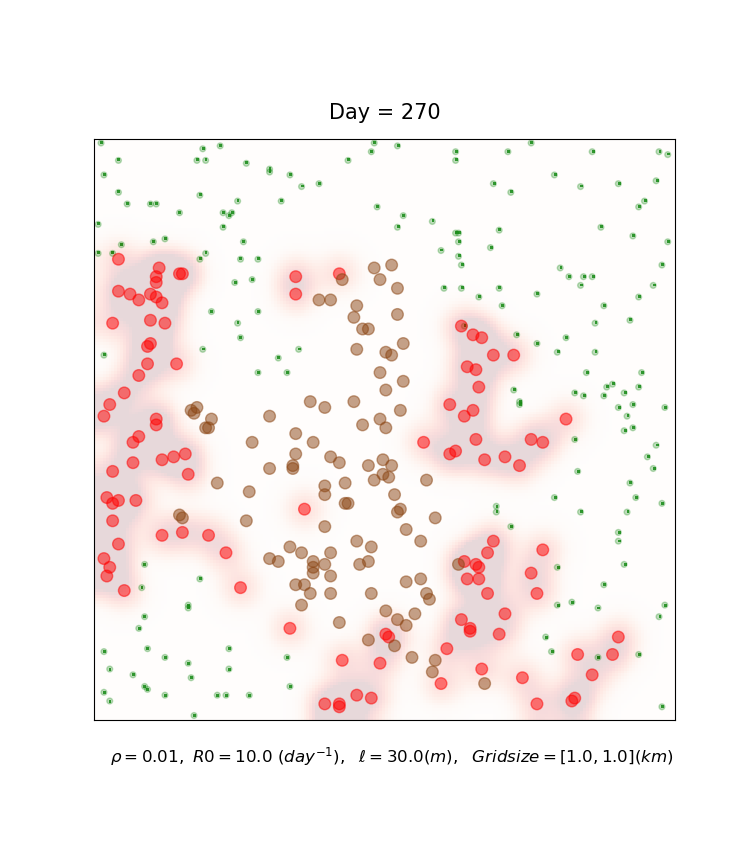 Day = 270
ρ = 0.01, R0 = 10.0 (day⁻¹), ℓ = 30.0(m), Gridsize = [1.0, 1.0](km)